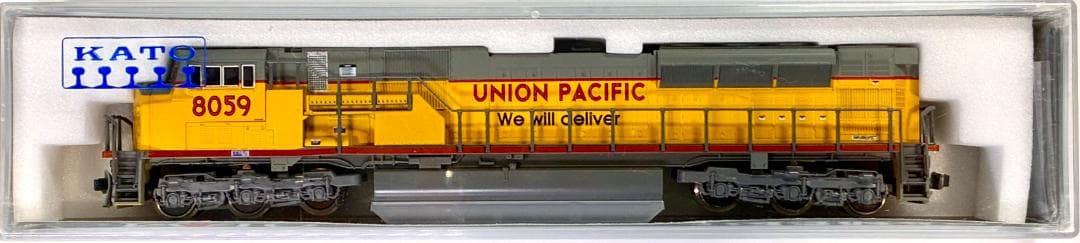 KATO
8059
UNION PACIFIC
We will deliver